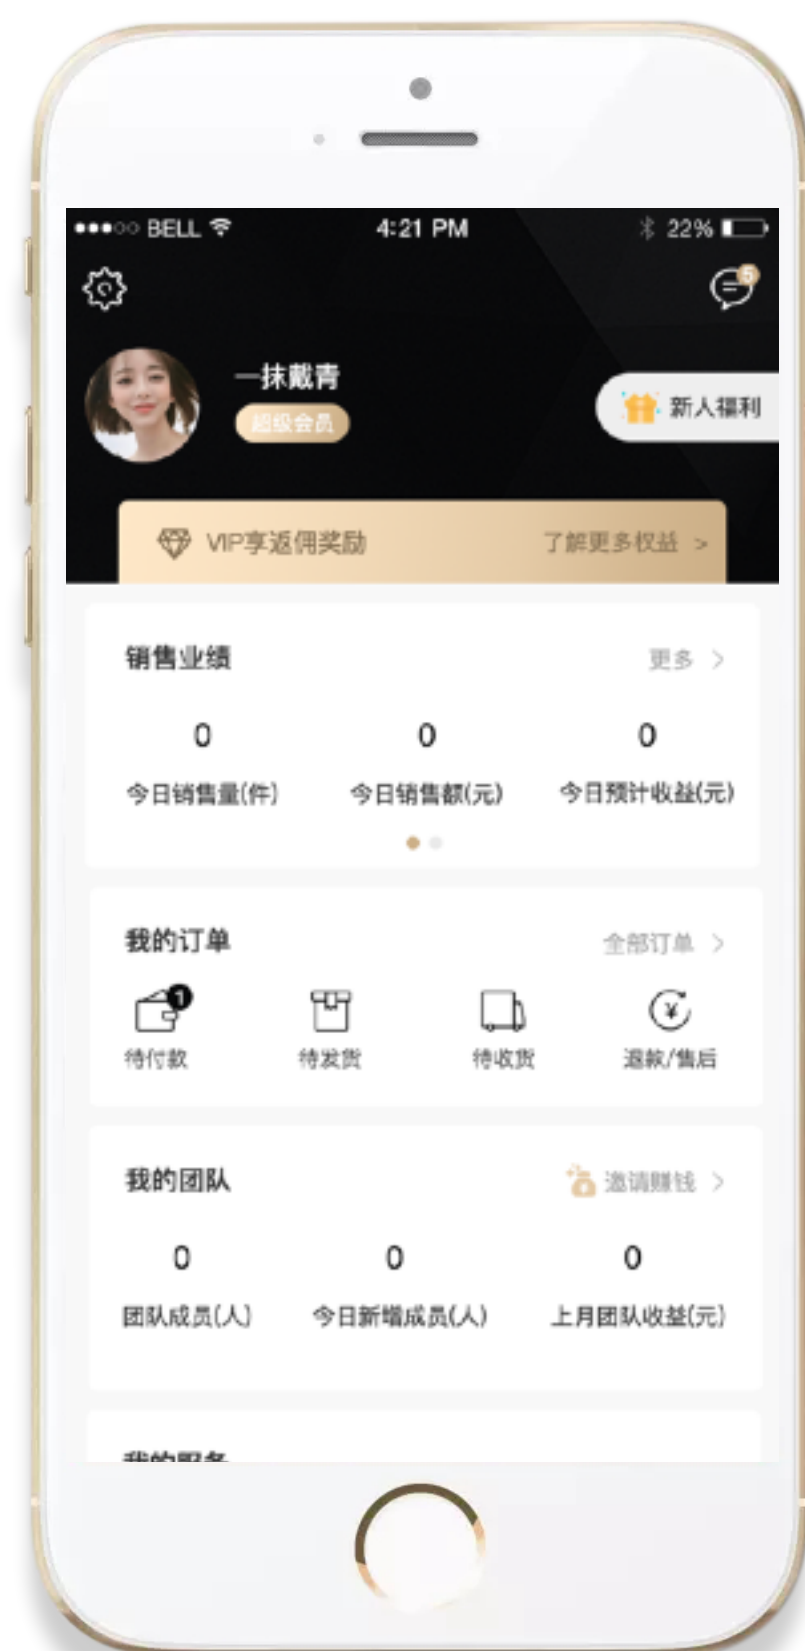 BELL 4:21 PM 22%
5
一抹戴青
超级会员
新人福利
VIP享返佣奖励 了解更多权益 >
销售业绩 更多 >
0 0 0
今日销售量(件) 今日销售额(元) 今日预计收益(元)
我的订单 全部订单 >
1
待付款 待发货 待收货 退款/售后
我的团队 邀请赚钱 >
0 0 0
团队成员(人) 今日新增成员(人) 上月团队收益(元)
我的服务